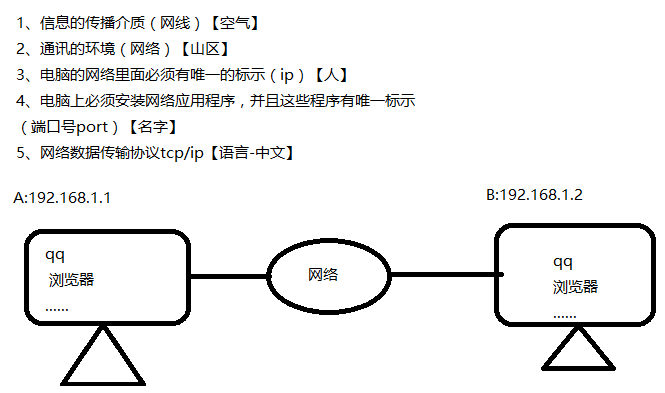 1、信息的传播介质（网线）【空气】
2、通讯的环境（网络）【山区】
3、电脑的网络里面必须有唯一的标示（ip）【人】
4、电脑上必须安装网络应用程序，并且这些程序有唯一标示
（端口号port）【名字】
5、网络数据传输协议tcp/ip【语言-中文】
A:192.168.1.1
B:192.168.1.2
qq
浏览器
......
网络
qq
浏览器
......